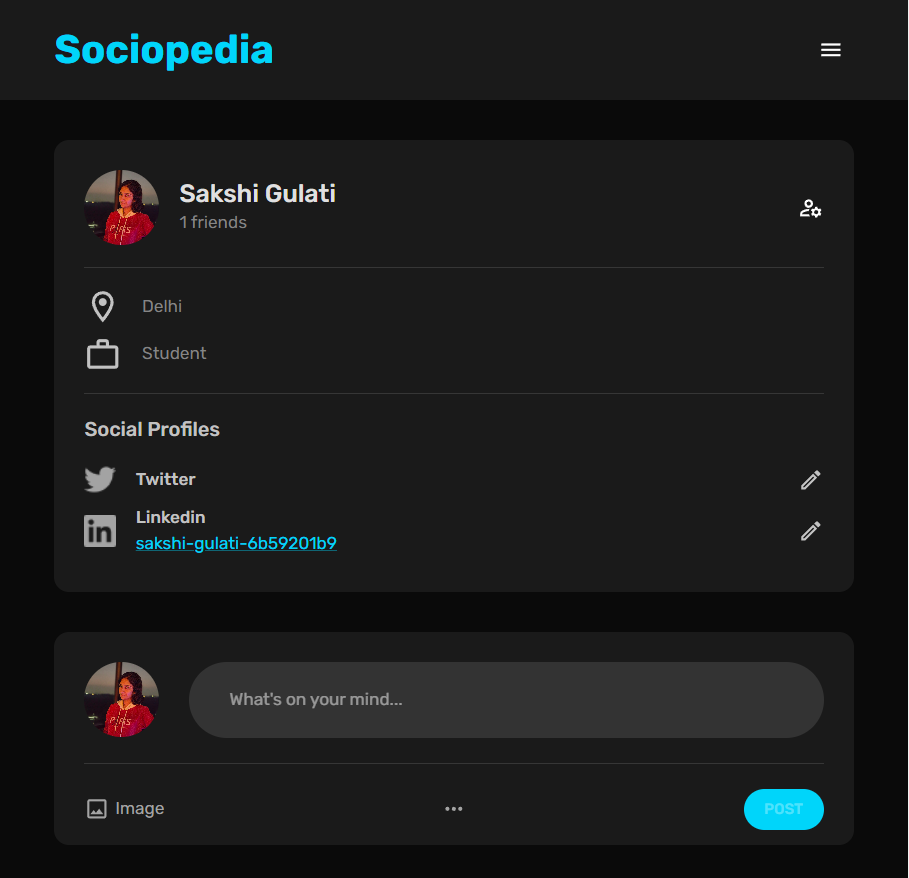 Sociopedia
Sakshi Gulati
1 friends
Delhi
Student
Social Profiles
Twitter
Linkedin
sakshi-gulati-6b59201b9
What's on your mind...
Image
POST